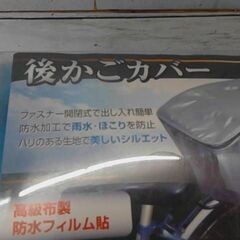 後かごカバー
ファスナー開閉式で出し入れ簡単
防水加工で雨水・ほこりを防止
ハリのある生地で美しいシルエット
高級布製
防水フィルム貼